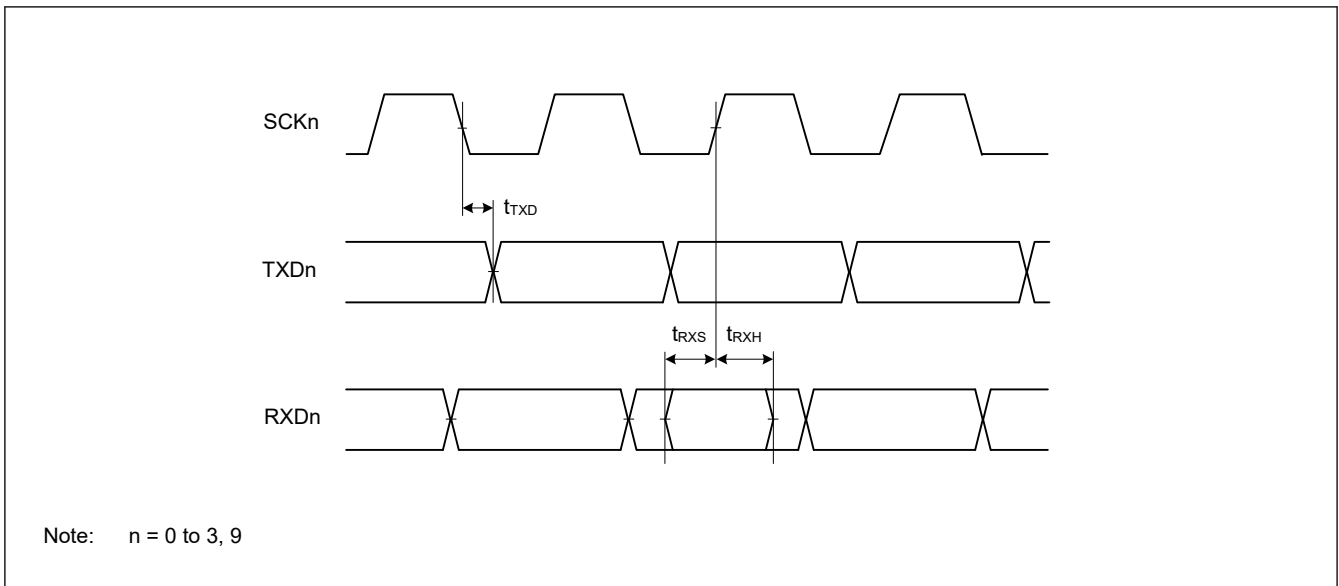 SCKn
tTXD
TXDn
tRXS tRXH
RXDn
Note: n = 0 to 3, 9